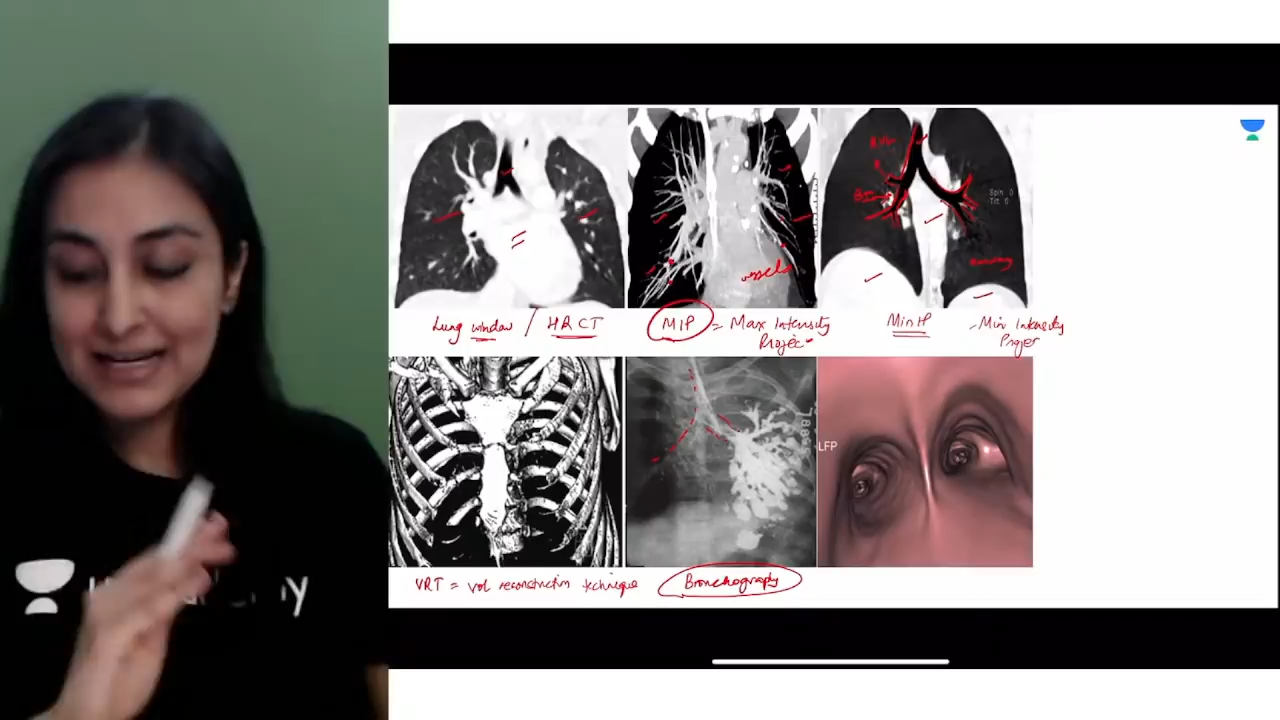 Spin: 0
Tilt: 0
vessels
Lung window / HRCT
MIP = Max Intensity
Projec
MinIP - Min Intensity
Projec
LFP
VRT = vol reconstruction technique
Bronchography